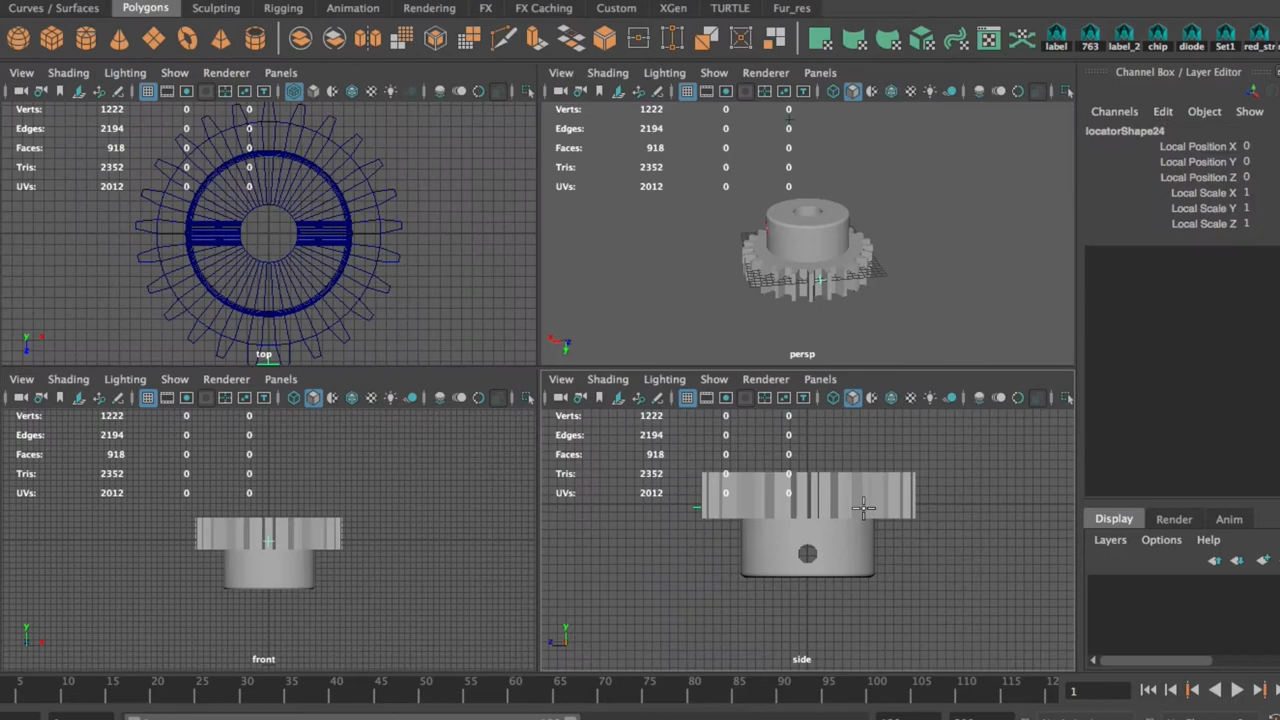 Curves / Surfaces Polygons Sculpting Rigging Animation Rendering FX FX Caching Custom XGen TURTLE Fur_res
label 763 label_2 chip diode Set1 red_str
View Shading Lighting Show Renderer Panels
View Shading Lighting Show Renderer Panels
Channel Box / Layer Editor
Channels Edit Object Show
Verts: 1222 0 0
Edges: 2194 0 0
Faces: 918 0 0
Tris: 2352 0 0
UVs: 2012 0 0
y
x
z
top
Verts: 1222 0 0
Edges: 2194 0 0
Faces: 918 0 0
Tris: 2352 0 0
UVs: 2012 0 0
persp
locatorShape24
Local Position X 0
Local Position Y 0
Local Position Z 0
Local Scale X 1
Local Scale Y 1
Local Scale Z 1
View Shading Lighting Show Renderer Panels
View Shading Lighting Show Renderer Panels
Verts: 1222 0 0
Edges: 2194 0 0
Faces: 918 0 0
Tris: 2352 0 0
UVs: 2012 0 0
y
x
front
Verts: 1222 0 0
Edges: 2194 0 0
Faces: 918 0 0
Tris: 2352 0 0
UVs: 2012 0 0
y
z
side
Display Render Anim
Layers Options Help
5 10 15 20 25 30 35 40 45 50 55 60 65 70 75 80 85 90 95 100 105 110 115 12
1